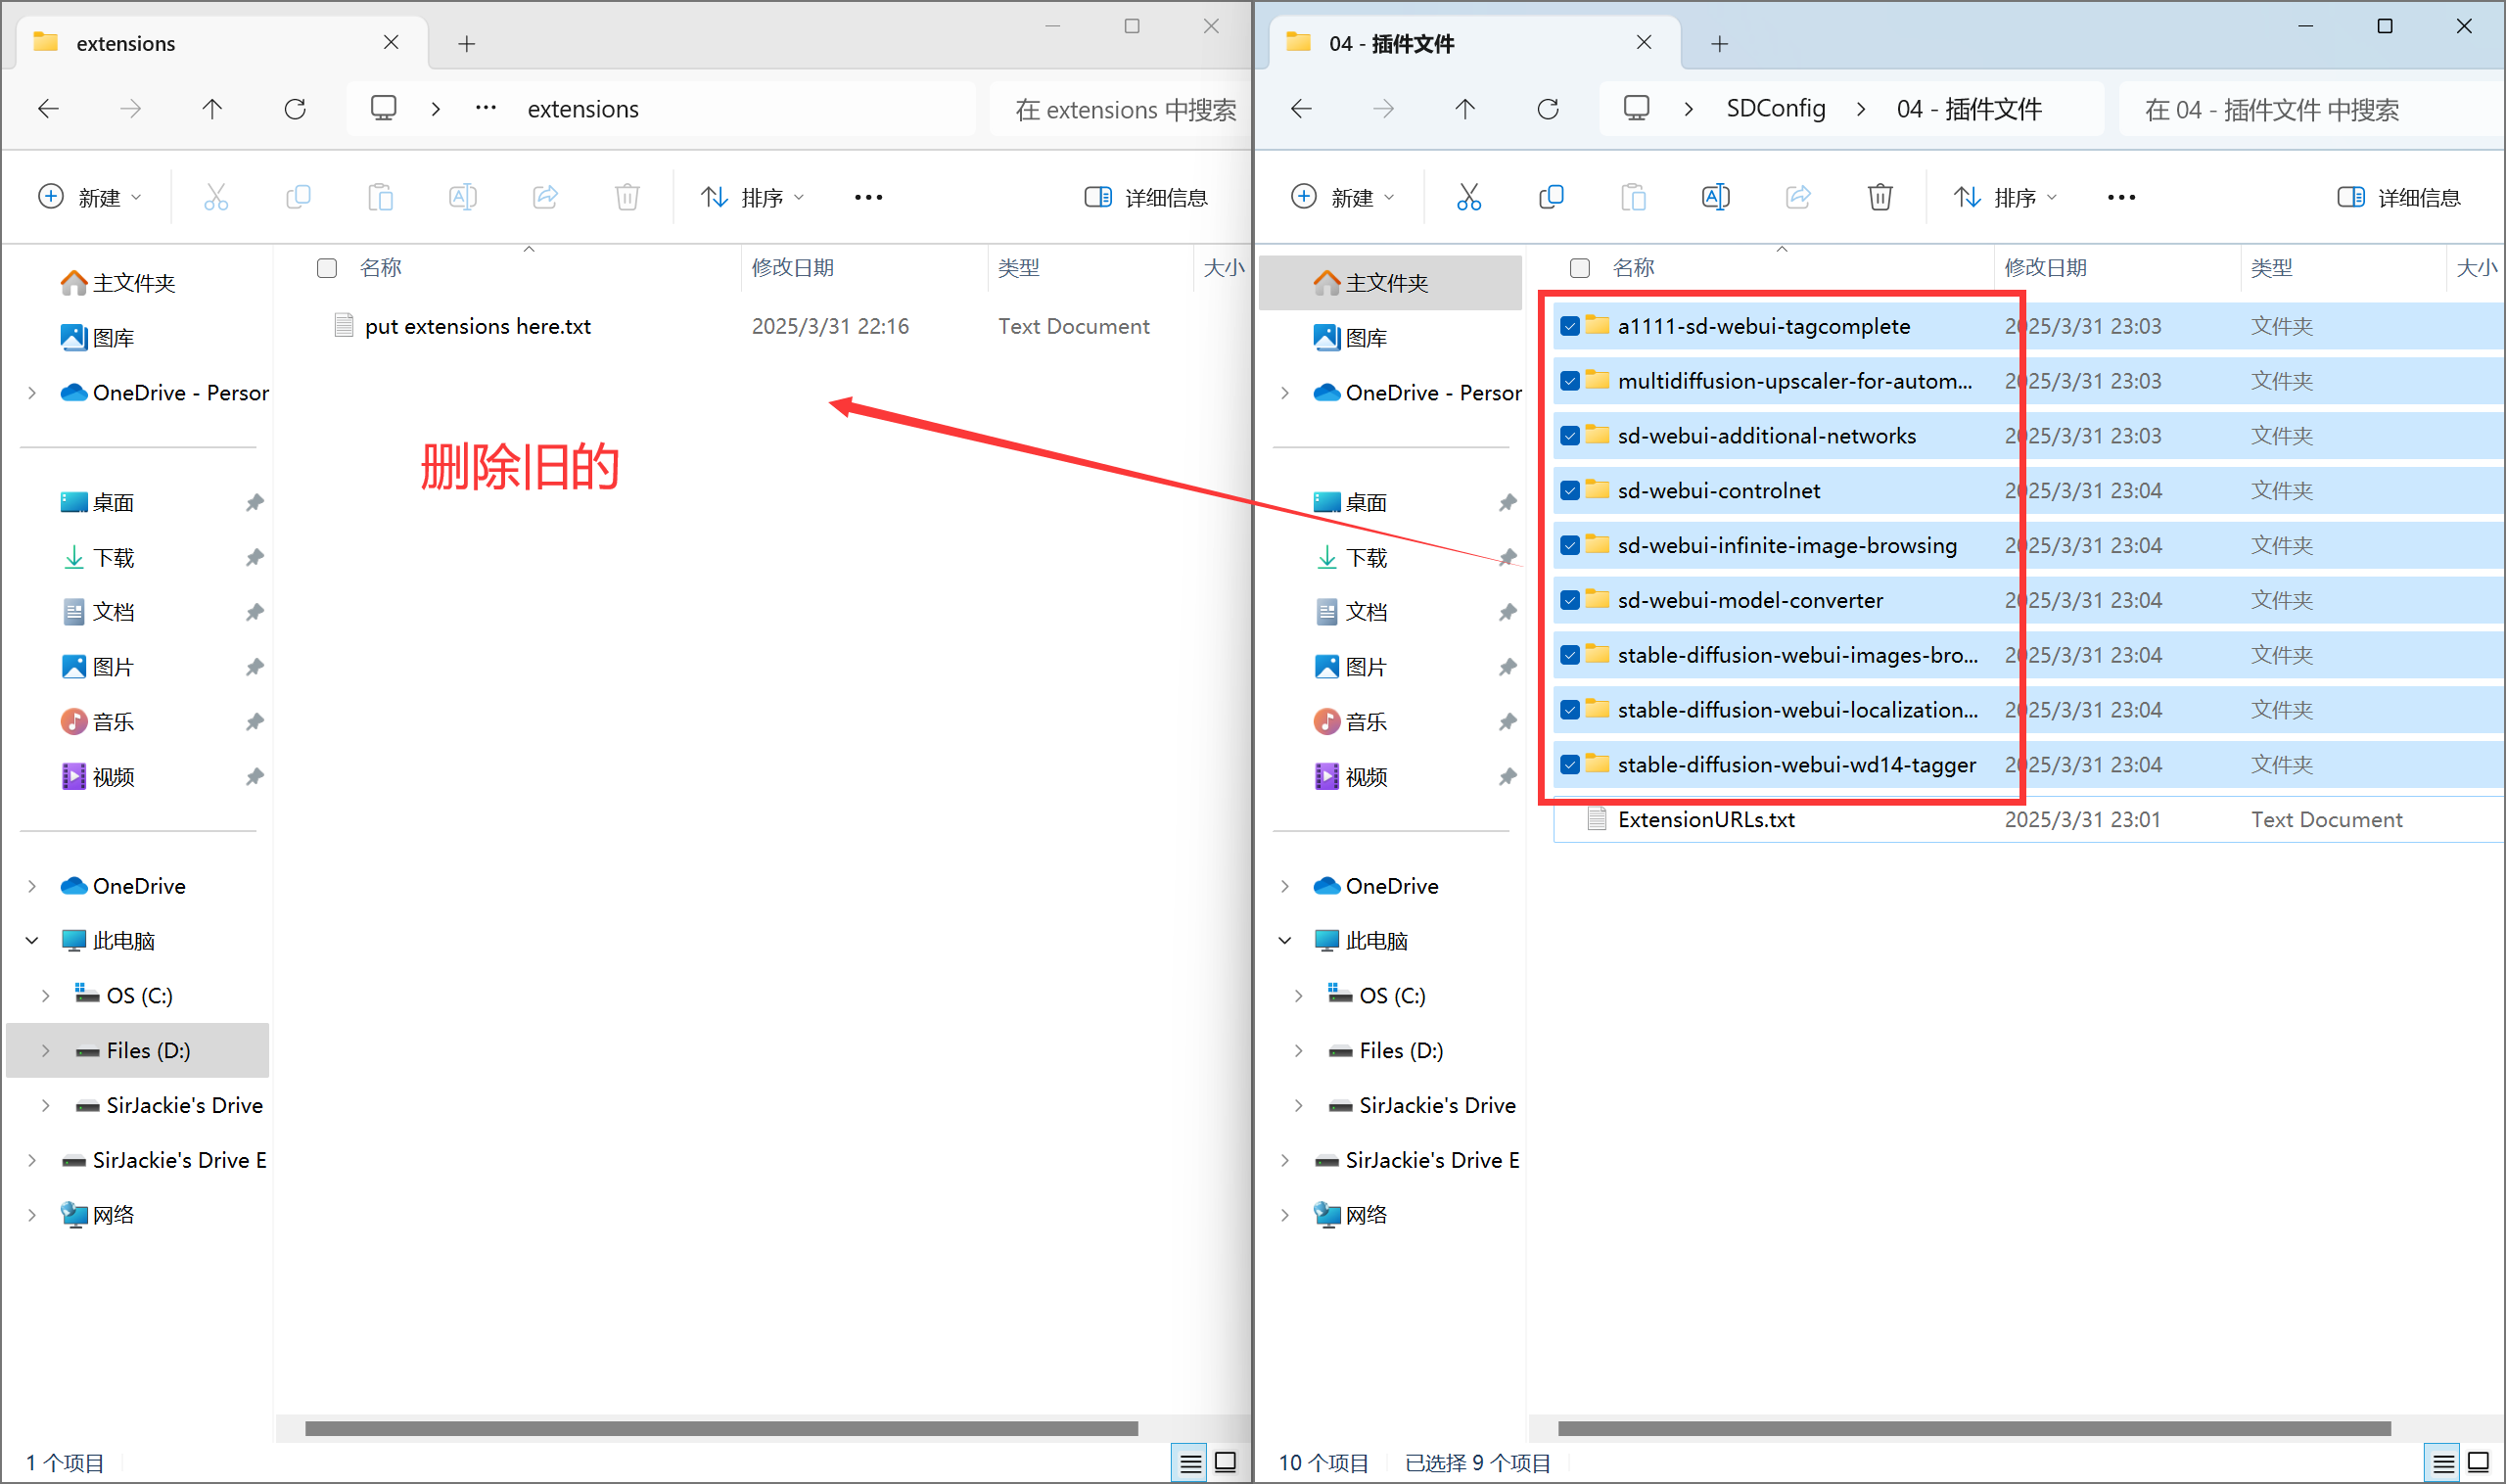 extensions
extensions
在 extensions 中搜索
新建
排序
详细信息
名称
修改日期
类型
大小
主文件夹
put extensions here.txt
2025/3/31 22:16
Text Document
图库
OneDrive - Persor
删除旧的
桌面
下载
文档
图片
音乐
视频
OneDrive
此电脑
OS (C:)
Files (D:)
SirJackie's Drive
SirJackie's Drive E
网络
1 个项目
04 - 插件文件
SDConfig
04 - 插件文件
在 04 - 插件文件 中搜索
新建
排序
详细信息
名称
修改日期
类型
大小
主文件夹
图库
OneDrive - Persor
桌面
下载
文档
图片
音乐
视频
OneDrive
此电脑
OS (C:)
Files (D:)
SirJackie's Drive
SirJackie's Drive E
网络
a1111-sd-webui-tagcomplete 2025/3/31 23:03 文件夹
multidiffusion-upscaler-for-autom... 2025/3/31 23:03 文件夹
sd-webui-additional-networks 2025/3/31 23:03 文件夹
sd-webui-controlnet 2025/3/31 23:04 文件夹
sd-webui-infinite-image-browsing 2025/3/31 23:04 文件夹
sd-webui-model-converter 2025/3/31 23:04 文件夹
stable-diffusion-webui-images-bro... 2025/3/31 23:04 文件夹
stable-diffusion-webui-localization... 2025/3/31 23:04 文件夹
stable-diffusion-webui-wd14-tagger 2025/3/31 23:04 文件夹
ExtensionURLs.txt 2025/3/31 23:01 Text Document
10 个项目
已选择 9 个项目